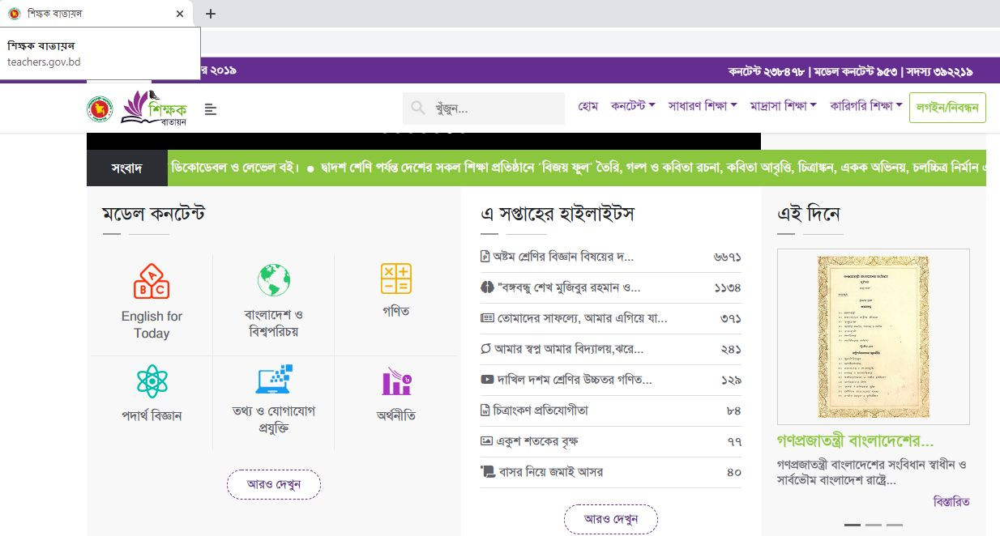 শিক্ষক বাতায়ন
শিক্ষক বাতায়ন
teachers.gov.bd
র ২০১৯
কনটেন্ট ২৩৮৪৭৮ | মডেল কনটেন্ট ৯৫৩ | সদস্য ৩৯২২১৯
শিক্ষক
বাতায়ন
খুঁজুন...
হোম কনটেন্ট সাধারণ শিক্ষা মাদ্রাসা শিক্ষা কারিগরি শিক্ষা লগইন/নিবন্ধন
সংবাদ
ডিকোডেবল ও লেভেল বই। ● দ্বাদশ শেণি পর্যন্ত দেশের সকল শিক্ষা প্রতিষ্ঠানে ‘বিজয় ফুল’ তৈরি, গল্প ও কবিতা রচনা, কবিতা আবৃত্তি, চিত্রাঙ্কন, একক অভিনয়, চলচ্চিত্র নির্মান
মডেল কনটেন্ট
English for
Today
বাংলাদেশ ও
বিশ্বপরিচয়
গণিত
পদার্থ বিজ্ঞান
তথ্য ও যোগাযোগ
প্রযুক্তি
অর্থনীতি
আরও দেখুন
এ সপ্তাহের হাইলাইটস
অষ্টম শ্রেণির বিজ্ঞান বিষয়ের দ... ৬৬৭১
"বঙ্গবন্ধু শেখ মুজিবুর রহমান ও... ১১৩৪
তোমাদের সাফল্যে, আমার এগিয়ে যা... ৩৭১
আমার স্বপ্ন আমার বিদ্যালয়,ঝরে... ২৪১
দাখিল দশম শ্রেণির উচ্চতর গণিত... ১২৯
চিত্রাংকণ প্রতিযোগীতা ৮৪
একুশ শতকের বৃক্ষ ৭৭
বাসর নিয়ে জমাই আসর ৪০
আরও দেখুন
এই দিনে
গণপ্রজাতন্ত্রী বাংলাদেশের...
গণপ্রজাতন্ত্রী বাংলাদেশের সংবিধান স্বাধীন ও
সার্বভৌম বাংলাদেশ রাষ্ট্রে...
বিস্তারিত